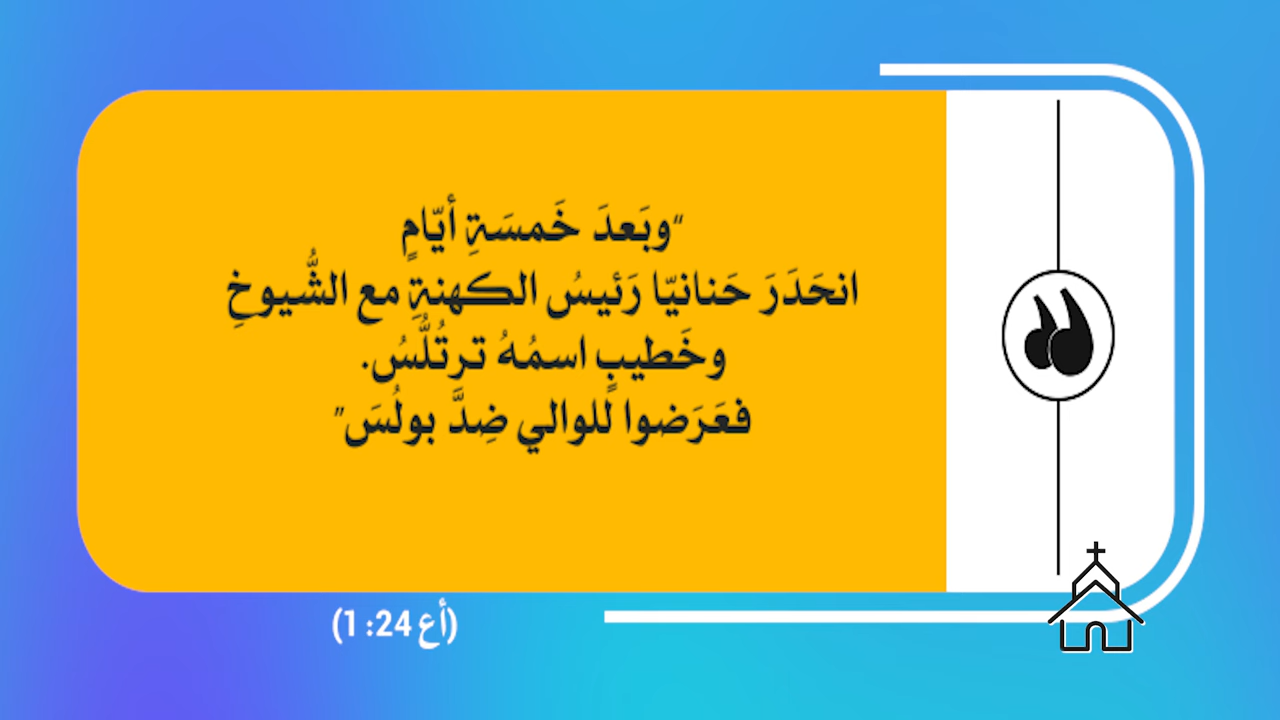 “وبَعدَ خَمسَةِ أيّامٍ
انحَدَرَ حَنانيّا رَئيسُ الكهنةِ مع الشُّيوخِ
وخَطيبٍ اسمُهُ ترتُلُّسُ.
فعَرَضوا للوالي ضِدَّ بولُسَ”
(أع 24: 1)